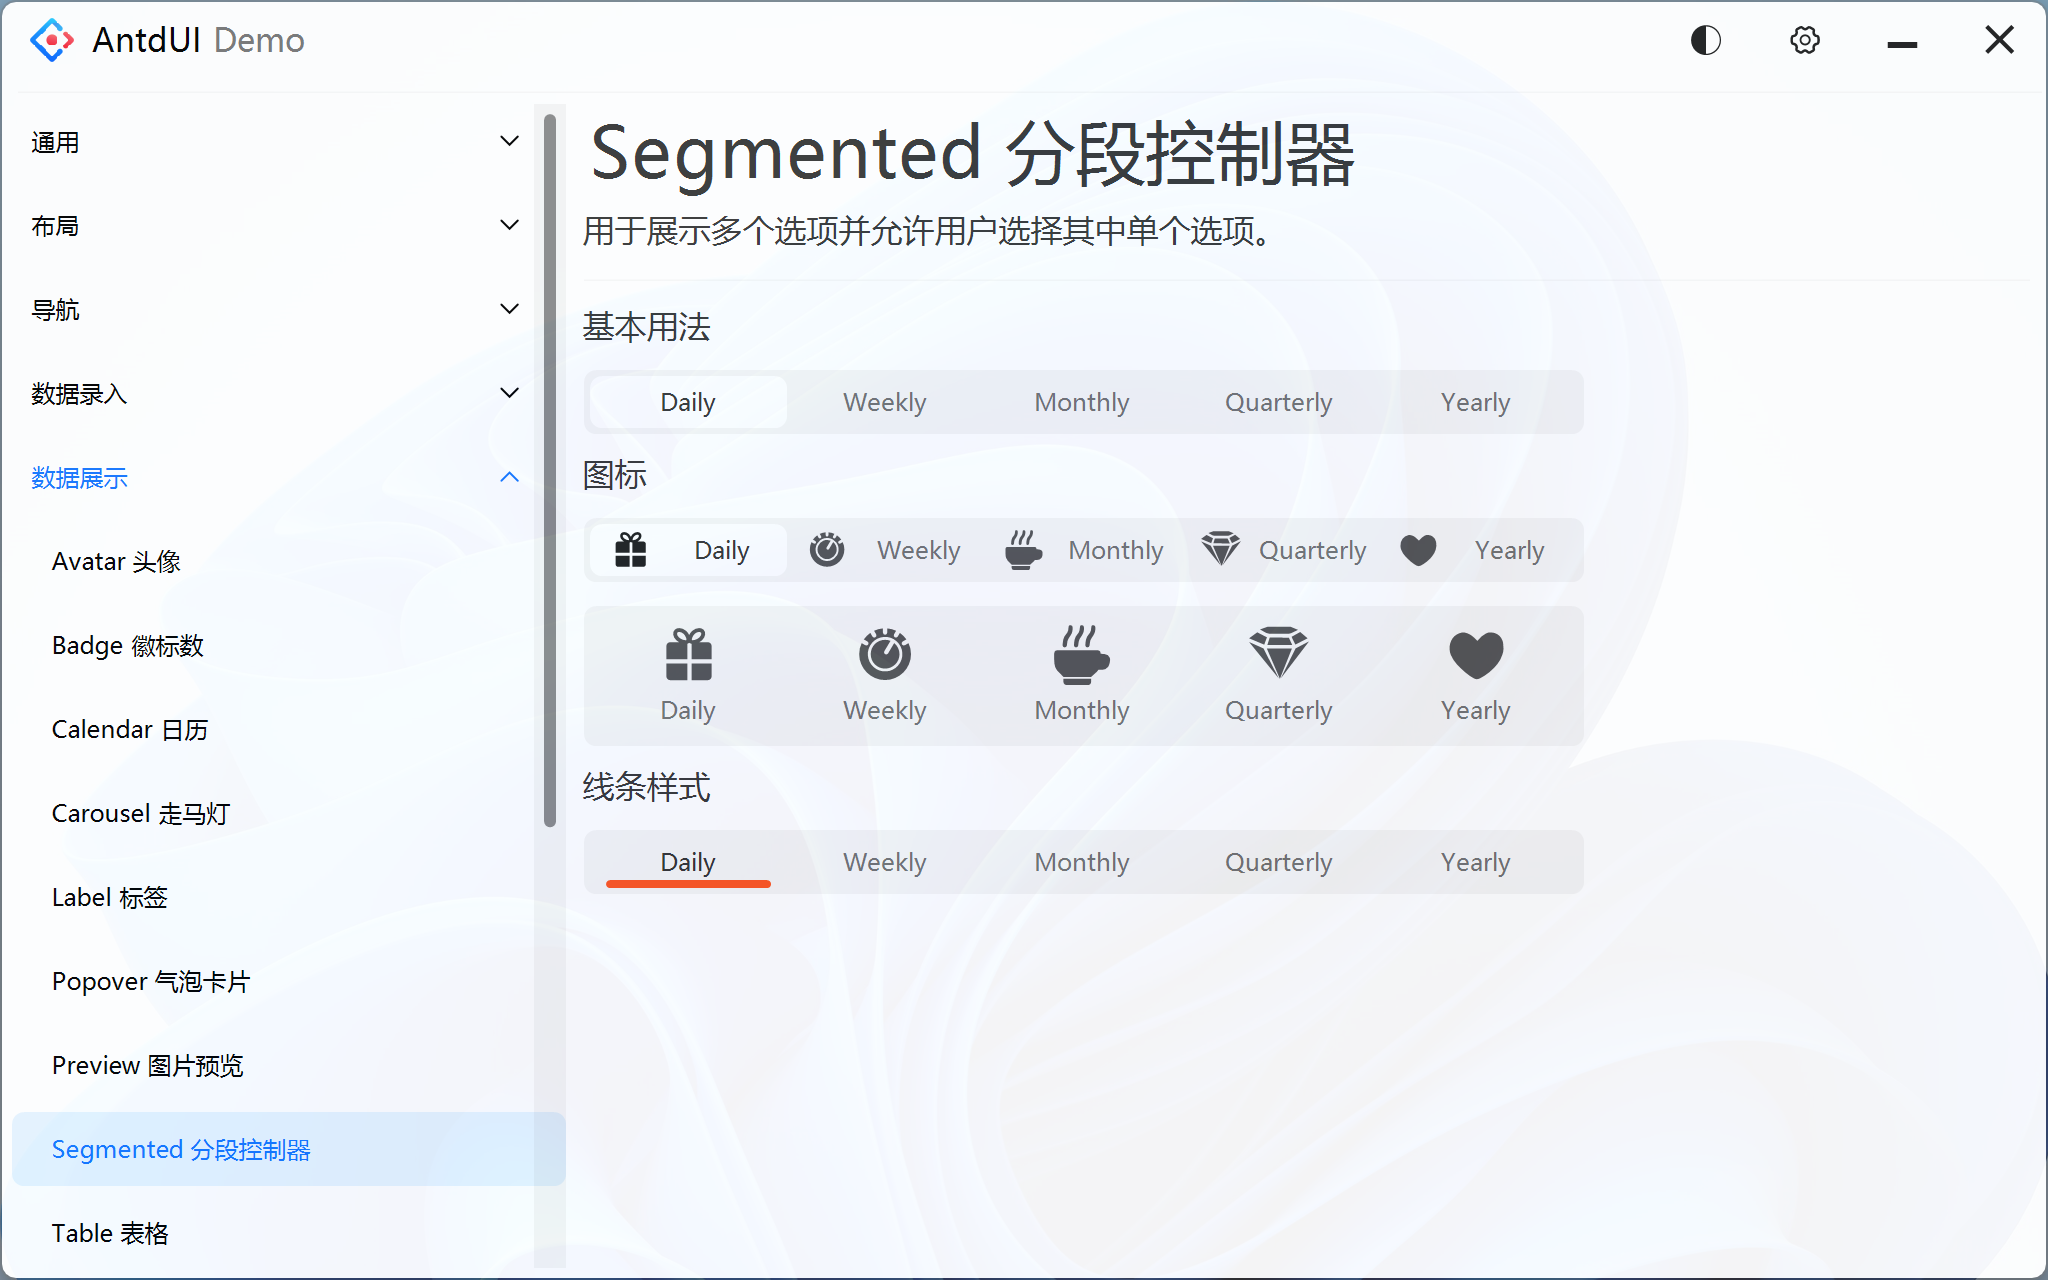 AntdUI Demo
通用
布局
导航
数据录入
数据展示
Avatar 头像
Badge 徽标数
Calendar 日历
Carousel 走马灯
Label 标签
Popover 气泡卡片
Preview 图片预览
Segmented 分段控制器
Table 表格
Segmented 分段控制器
用于展示多个选项并允许用户选择其中单个选项。
基本用法
Daily Weekly Monthly Quarterly Yearly
图标
Daily Weekly Monthly Quarterly Yearly
Daily Weekly Monthly Quarterly Yearly
线条样式
Daily Weekly Monthly Quarterly Yearly